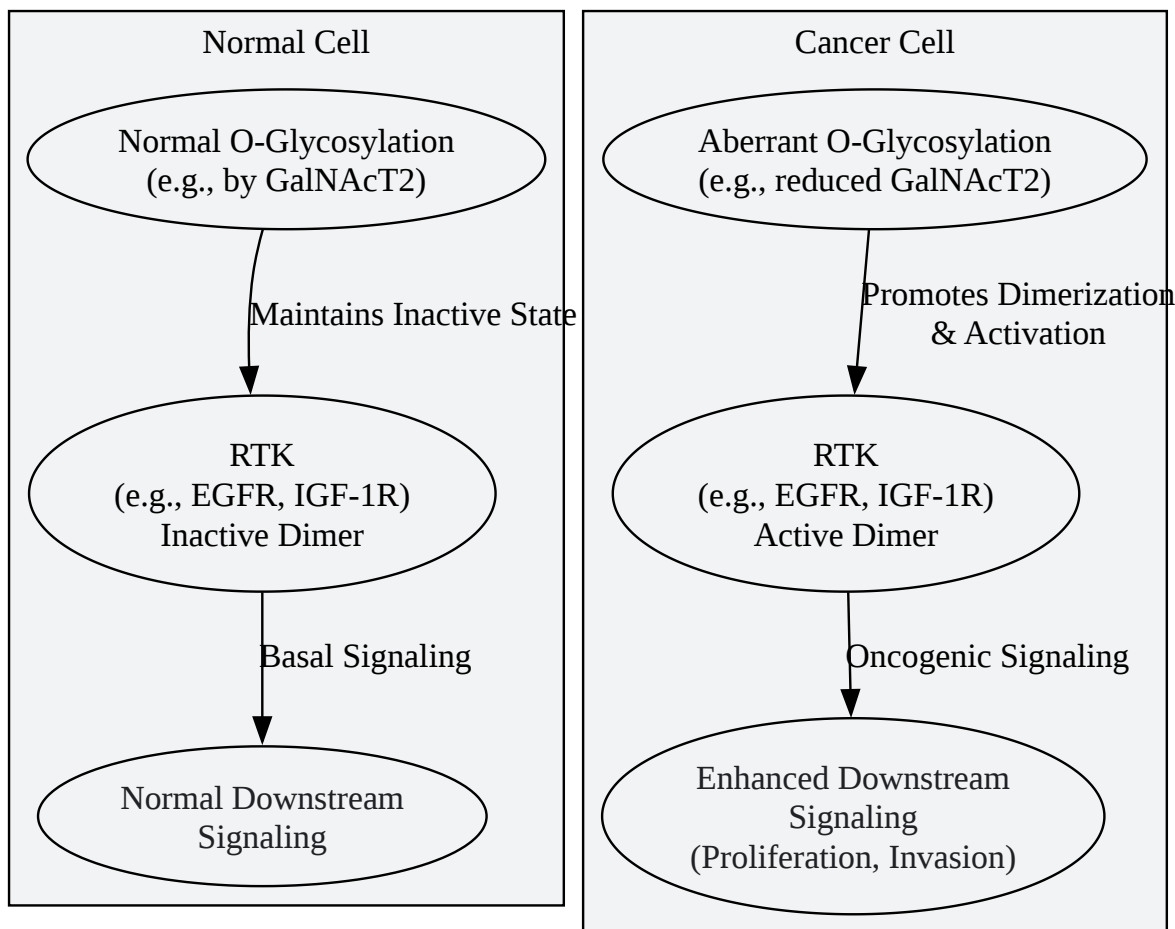 Normal Cell
Normal O-Glycosylation
(e.g., by GalNAcT2)
Maintains Inactive State
RTK
(e.g., EGFR, IGF-1R)
Inactive Dimer
Basal Signaling
Normal Downstream
Signaling
Cancer Cell
Aberrant O-Glycosylation
(e.g., reduced GalNAcT2)
Promotes Dimerization
& Activation
RTK
(e.g., EGFR, IGF-1R)
Active Dimer
Oncogenic Signaling
Enhanced Downstream
Signaling
(Proliferation, Invasion)